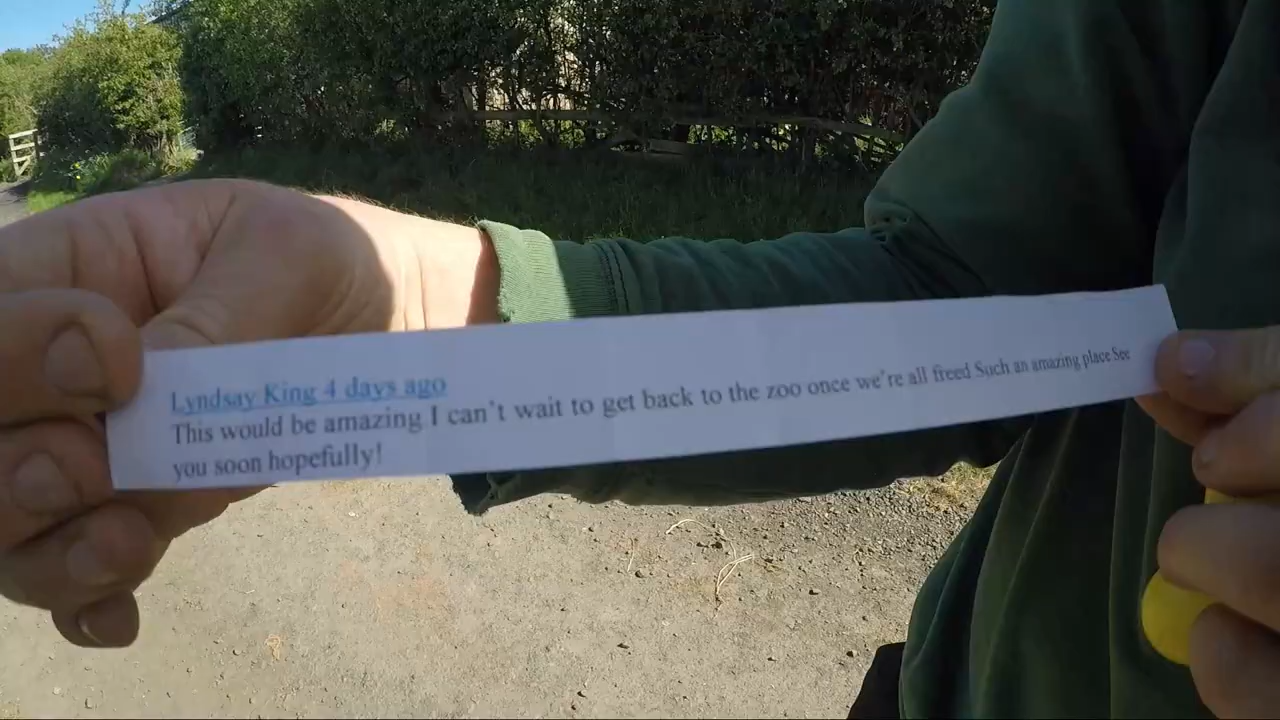 Lyndsay King 4 days ago
This would be amazing I can't wait to get back to the zoo once we're all freed Such an amazing place See
you soon hopefully!